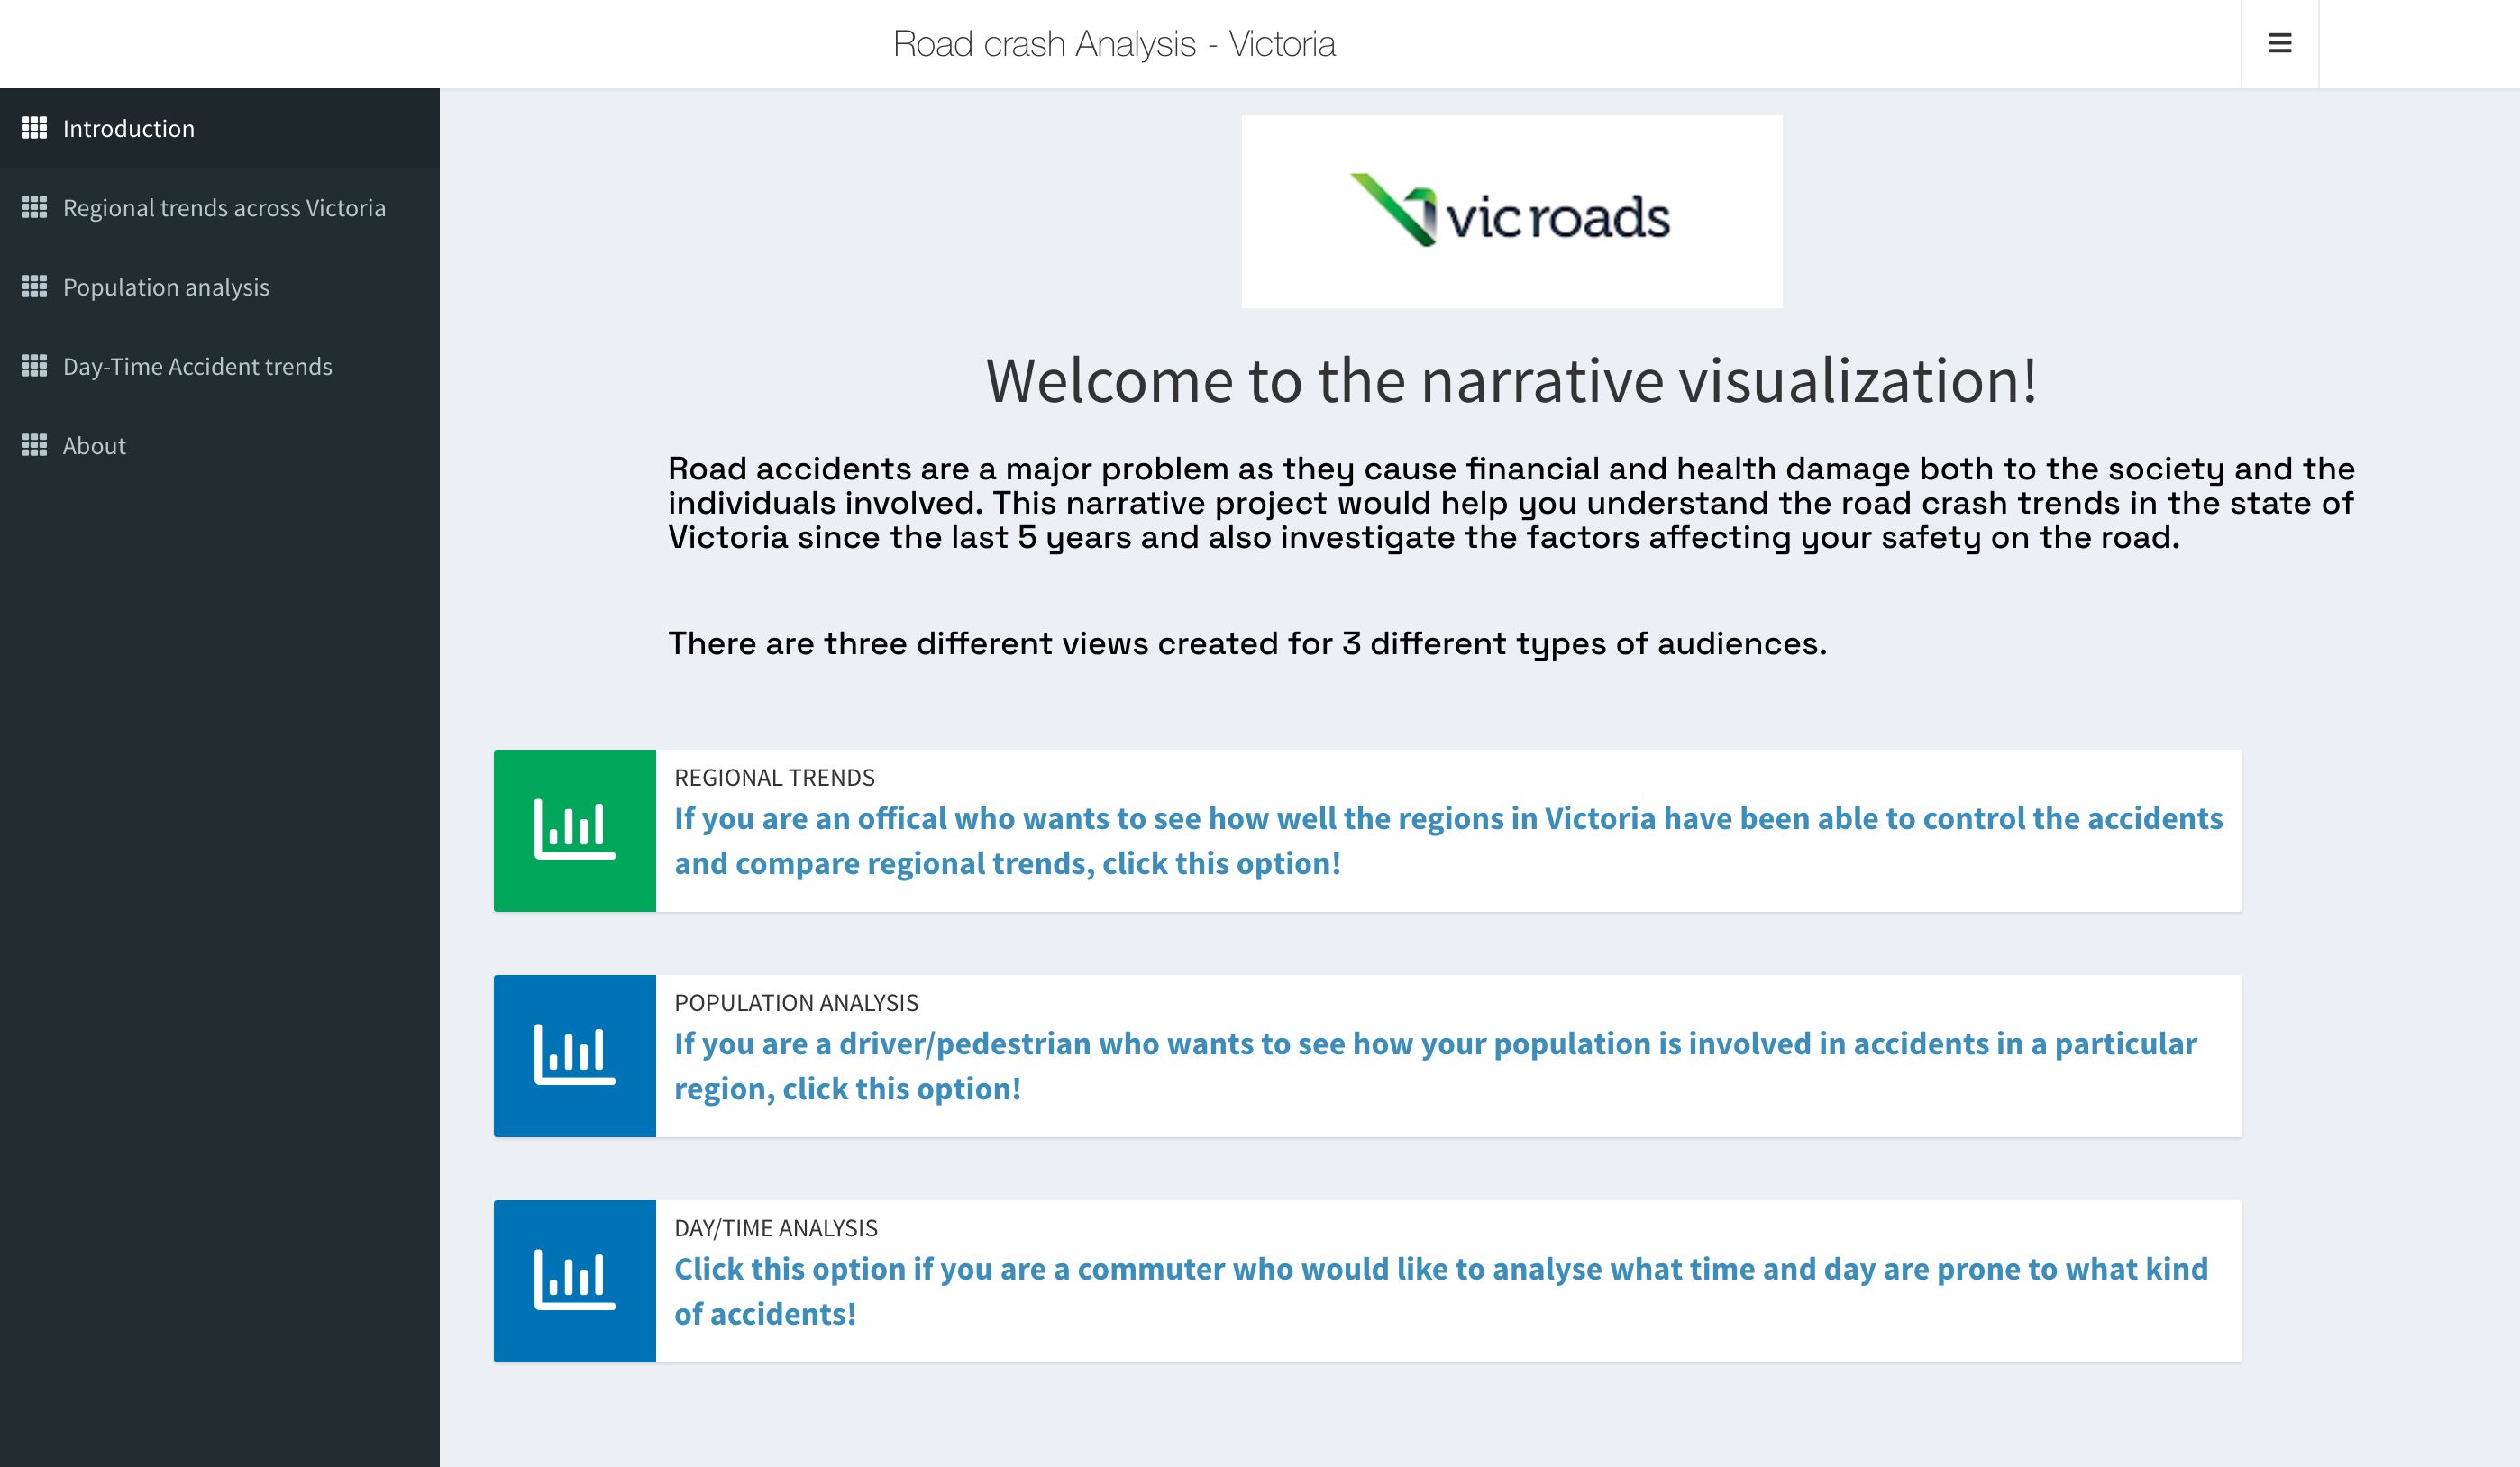 Road crash Analysis - Victoria
Introduction
Regional trends across Victoria
Population analysis
Day-Time Accident trends
About
vic roads
Welcome to the narrative visualization!
Road accidents are a major problem as they cause financial and health damage both to the society and the
individuals involved. This narrative project would help you understand the road crash trends in the state of
Victoria since the last 5 years and also investigate the factors affecting your safety on the road.
There are three different views created for 3 different types of audiences.
REGIONAL TRENDS
If you are an offical who wants to see how well the regions in Victoria have been able to control the accidents
and compare regional trends, click this option!
POPULATION ANALYSIS
If you are a driver/pedestrian who wants to see how your population is involved in accidents in a particular
region, click this option!
DAY/TIME ANALYSIS
Click this option if you are a commuter who would like to analyse what time and day are prone to what kind
of accidents!